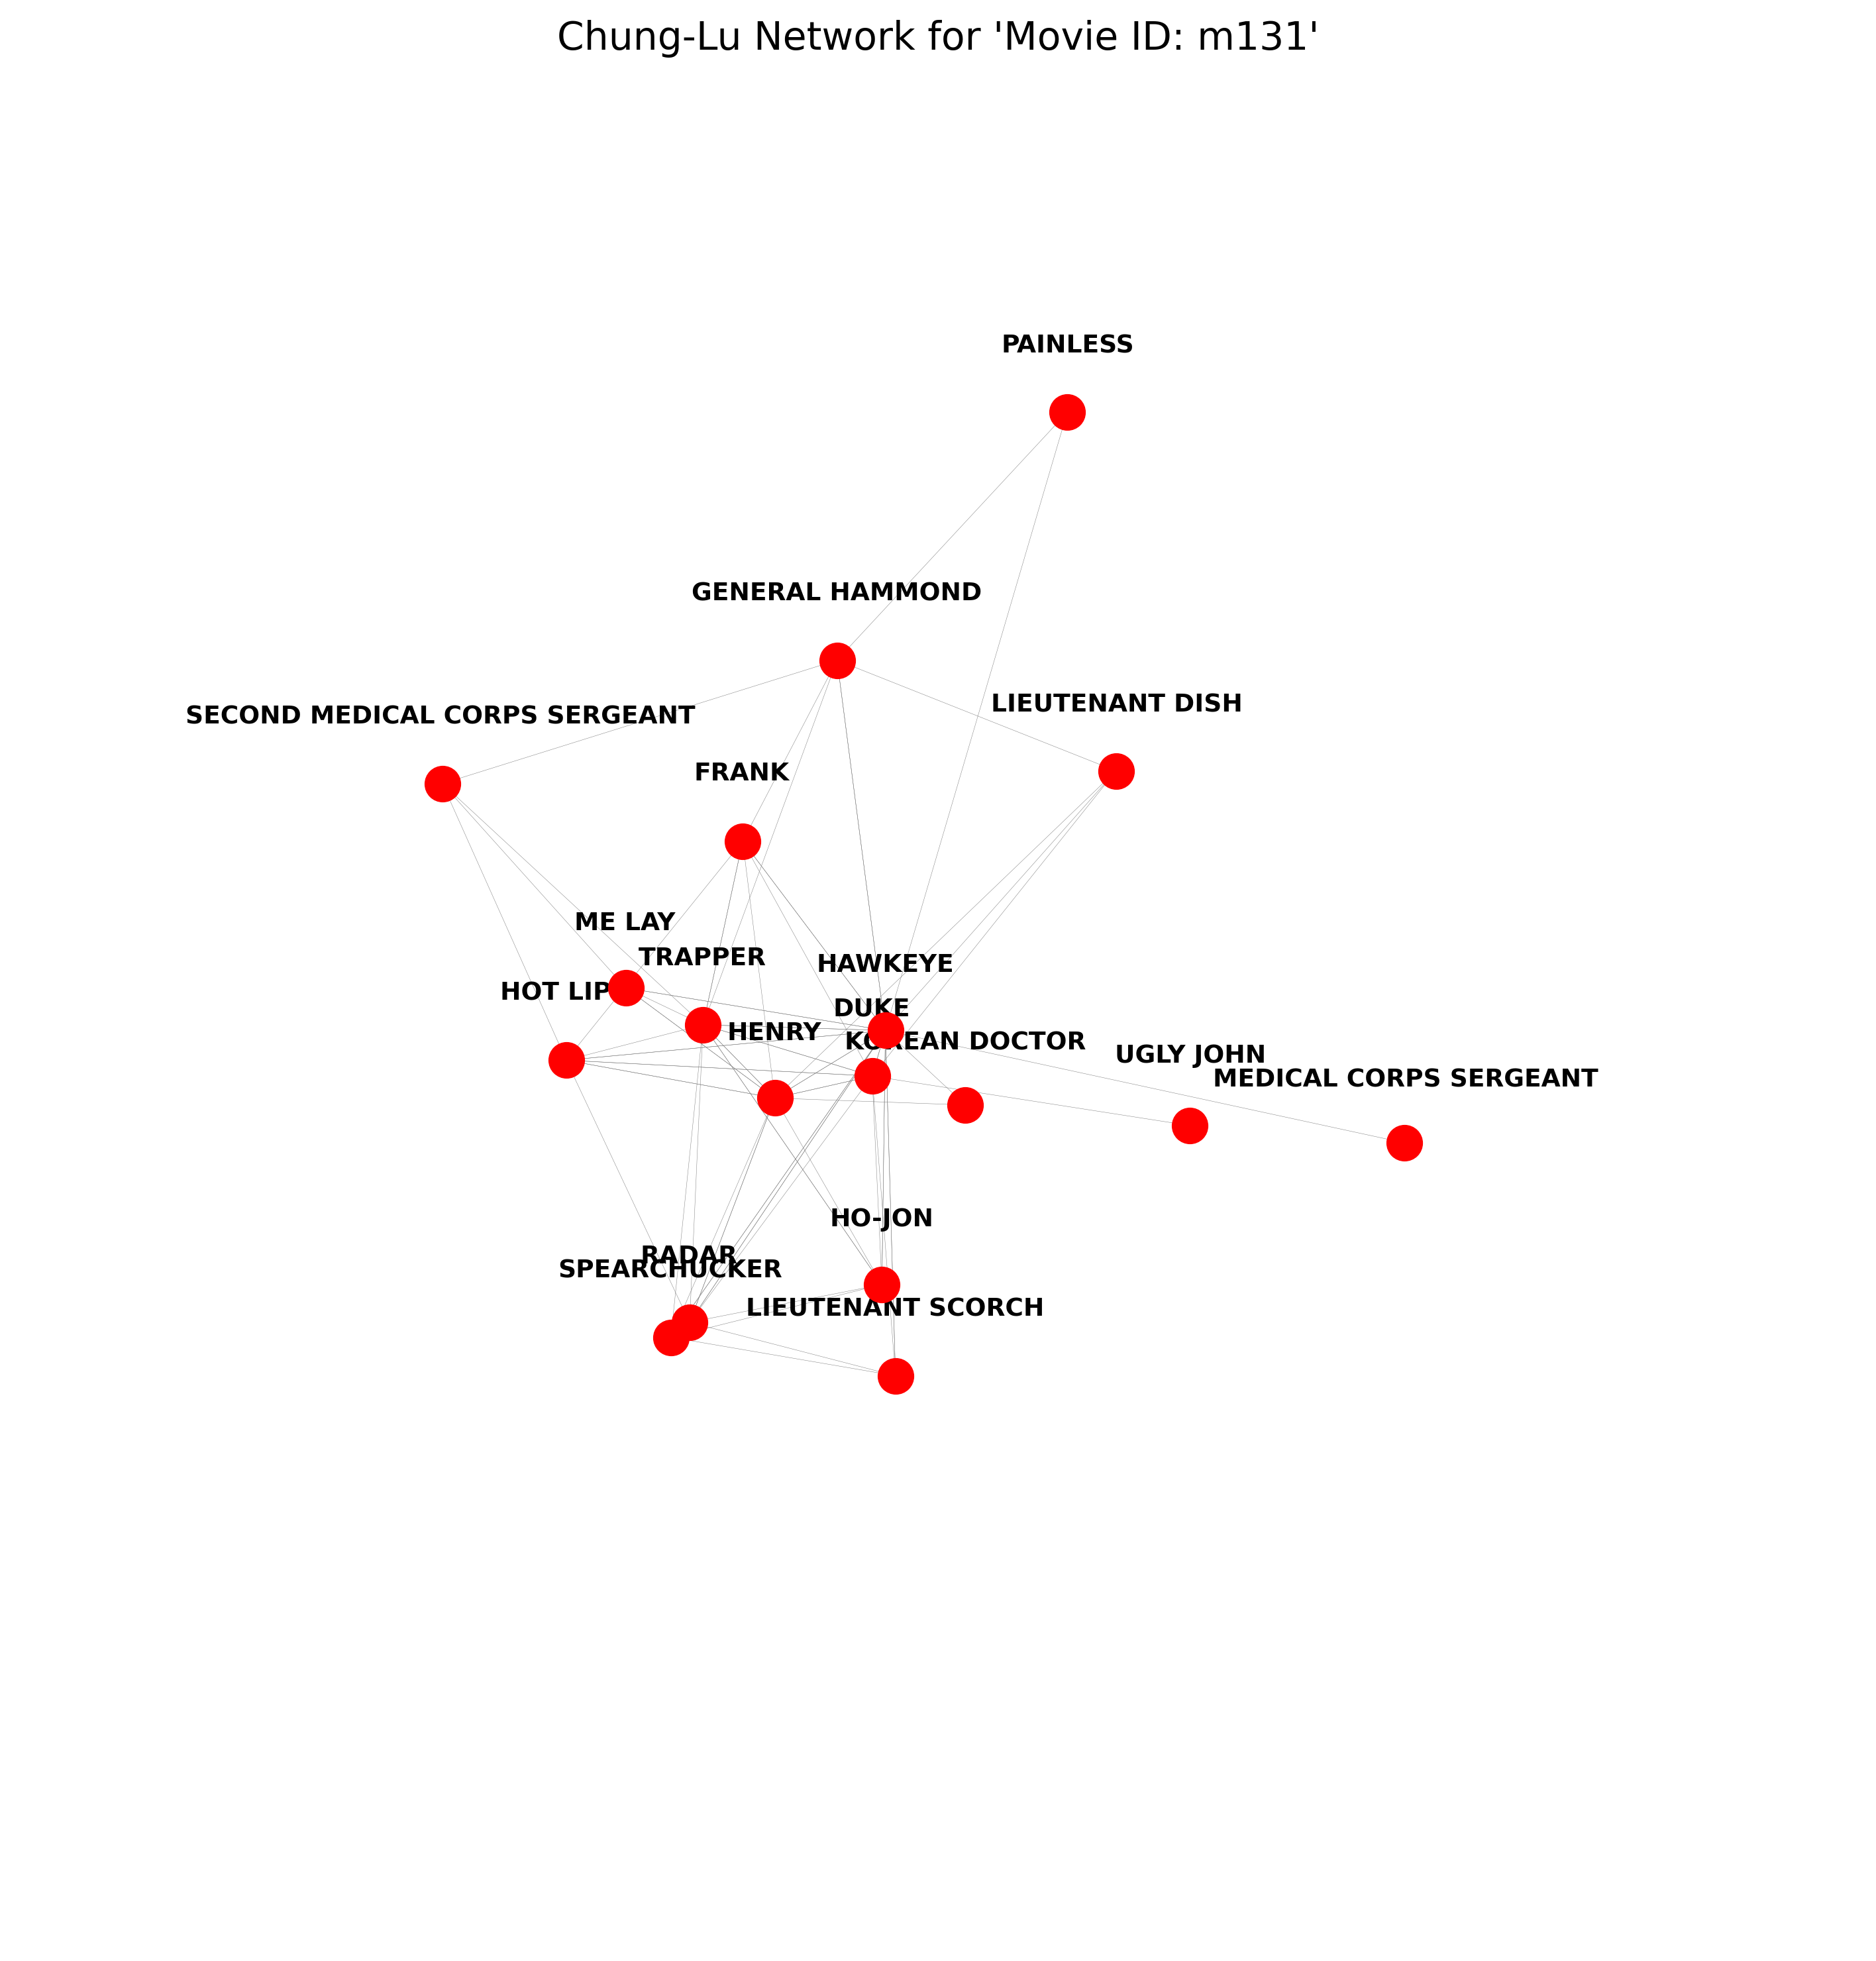 Chung-Lu Network for 'Movie ID: m131'
PAINLESS
GENERAL HAMMOND
LIEUTENANT DISH
SECOND MEDICAL CORPS SERGEANT
FRANK
ME LAY
TRAPPER
HAWKEYE
HOT LIP
DUKE
HENRY
KOREAN DOCTOR
UGLY JOHN
MEDICAL CORPS SERGEANT
HO-JON
RADAR
SPEARCHUCKER
LIEUTENANT SCORCH